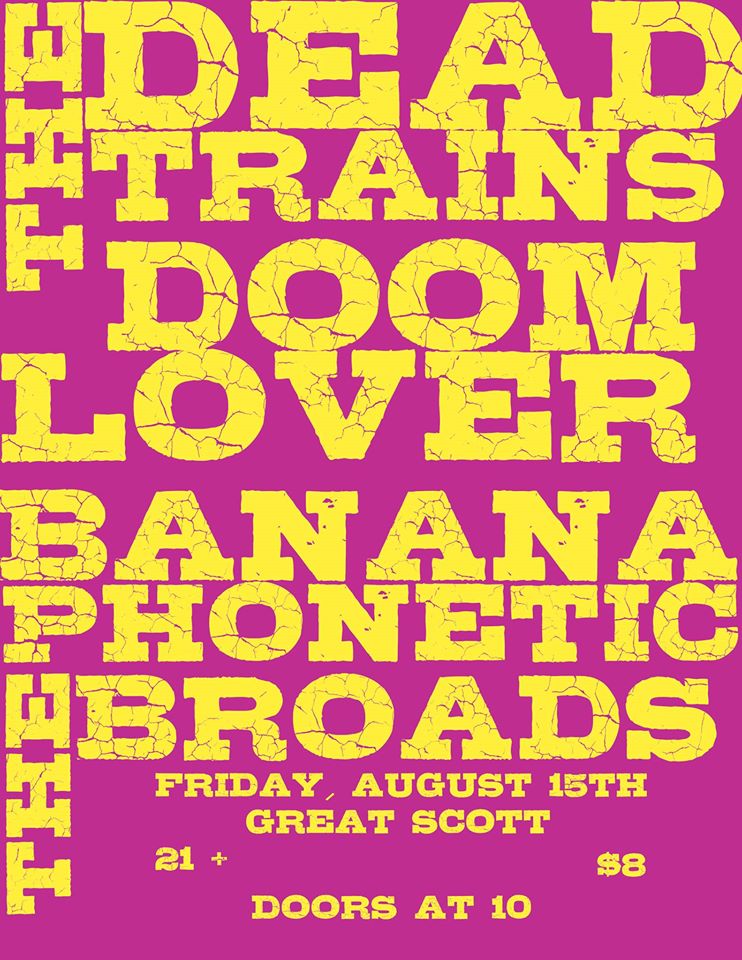 THE
DEAD
TRAINS
DOOM
LOVER
BANANA
PHONETIC
THE
BROADS
FRIDAY, AUGUST 15TH
GREAT SCOTT
21 +
$8
DOORS AT 10